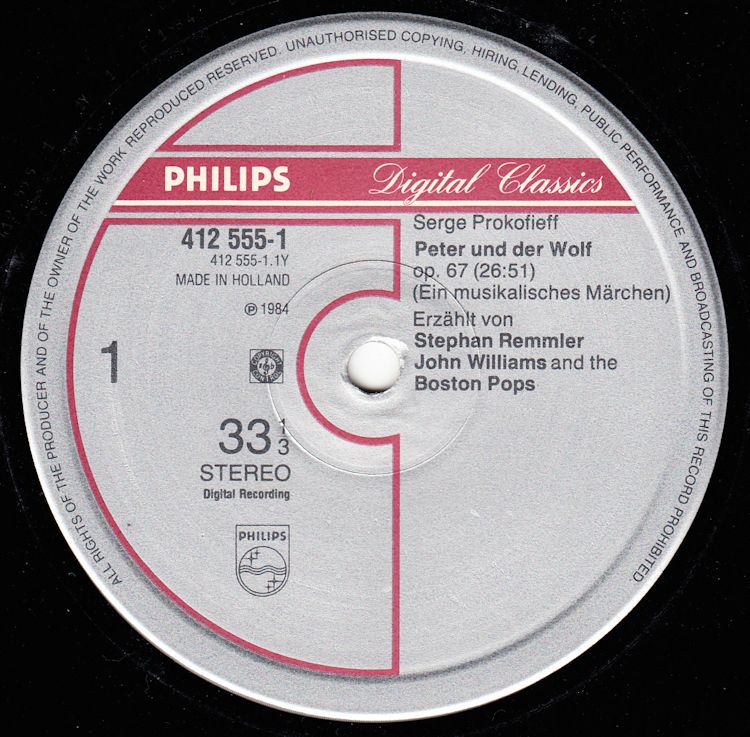 ALL RIGHTS OF THE PRODUCER AND OF THE OWNER OF THE WORK REPRODUCED RESERVED. UNAUTHORISED COPYING, HIRING, LENDING, PUBLIC PERFORMANCE AND BROADCASTING OF THIS RECORD PROHIBITED
PHILIPS Digital Classics
412 555-1
412 555-1.1Y
MADE IN HOLLAND
℗ 1984
1
33 1/3
STEREO
Digital Recording
PHILIPS
Serge Prokofieff
Peter und der Wolf
op. 67 (26:51)
(Ein musikalisches Märchen)
Erzählt von
Stephan Remmler
John Williams and the
Boston Pops